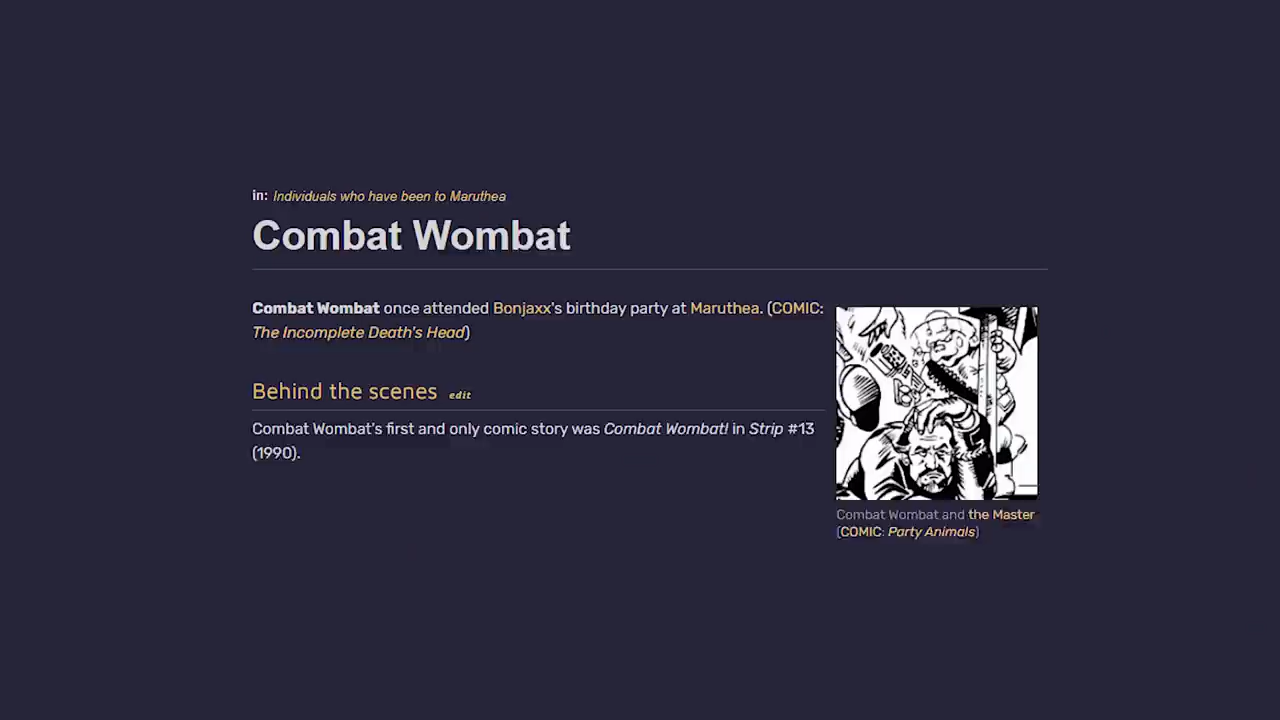 in: Individuals who have been to Maruthea
Combat Wombat
Combat Wombat once attended Bonjaxx's birthday party at Maruthea. (COMIC:
The Incomplete Death's Head)
Behind the scenes edit
Combat Wombat's first and only comic story was Combat Wombat! in Strip #13
(1990).
Combat Wombat and the Master
(COMIC: Party Animals)